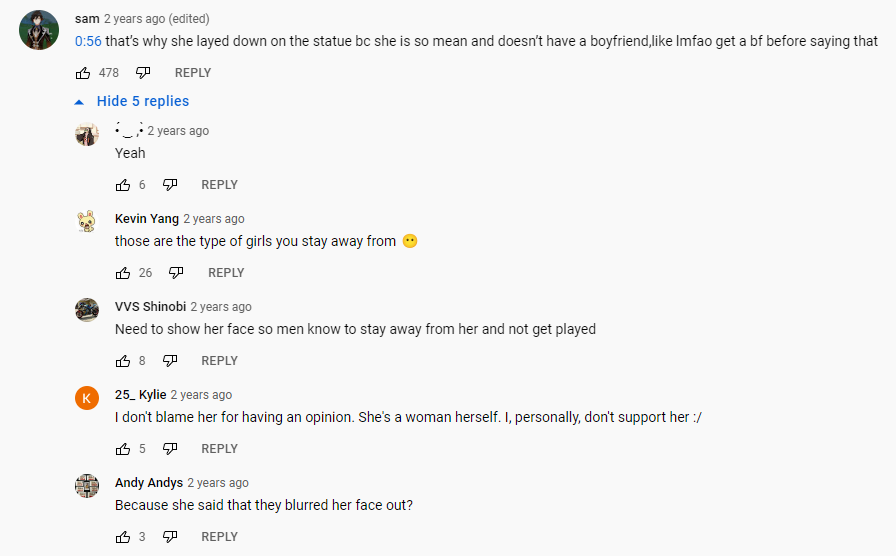 sam 2 years ago (edited)
0:56 that’s why she layed down on the statue bc she is so mean and doesn’t have a boyfriend,like lmfao get a bf before saying that
478 REPLY
Hide 5 replies
2 years ago
Yeah
6 REPLY
Kevin Yang 2 years ago
those are the type of girls you stay away from 😶
26 REPLY
VVS Shinobi 2 years ago
Need to show her face so men know to stay away from her and not get played
8 REPLY
K
25_ Kylie 2 years ago
I don't blame her for having an opinion. She's a woman herself. I, personally, don't support her :/
5 REPLY
Andy Andys 2 years ago
Because she said that they blurred her face out?
3 REPLY